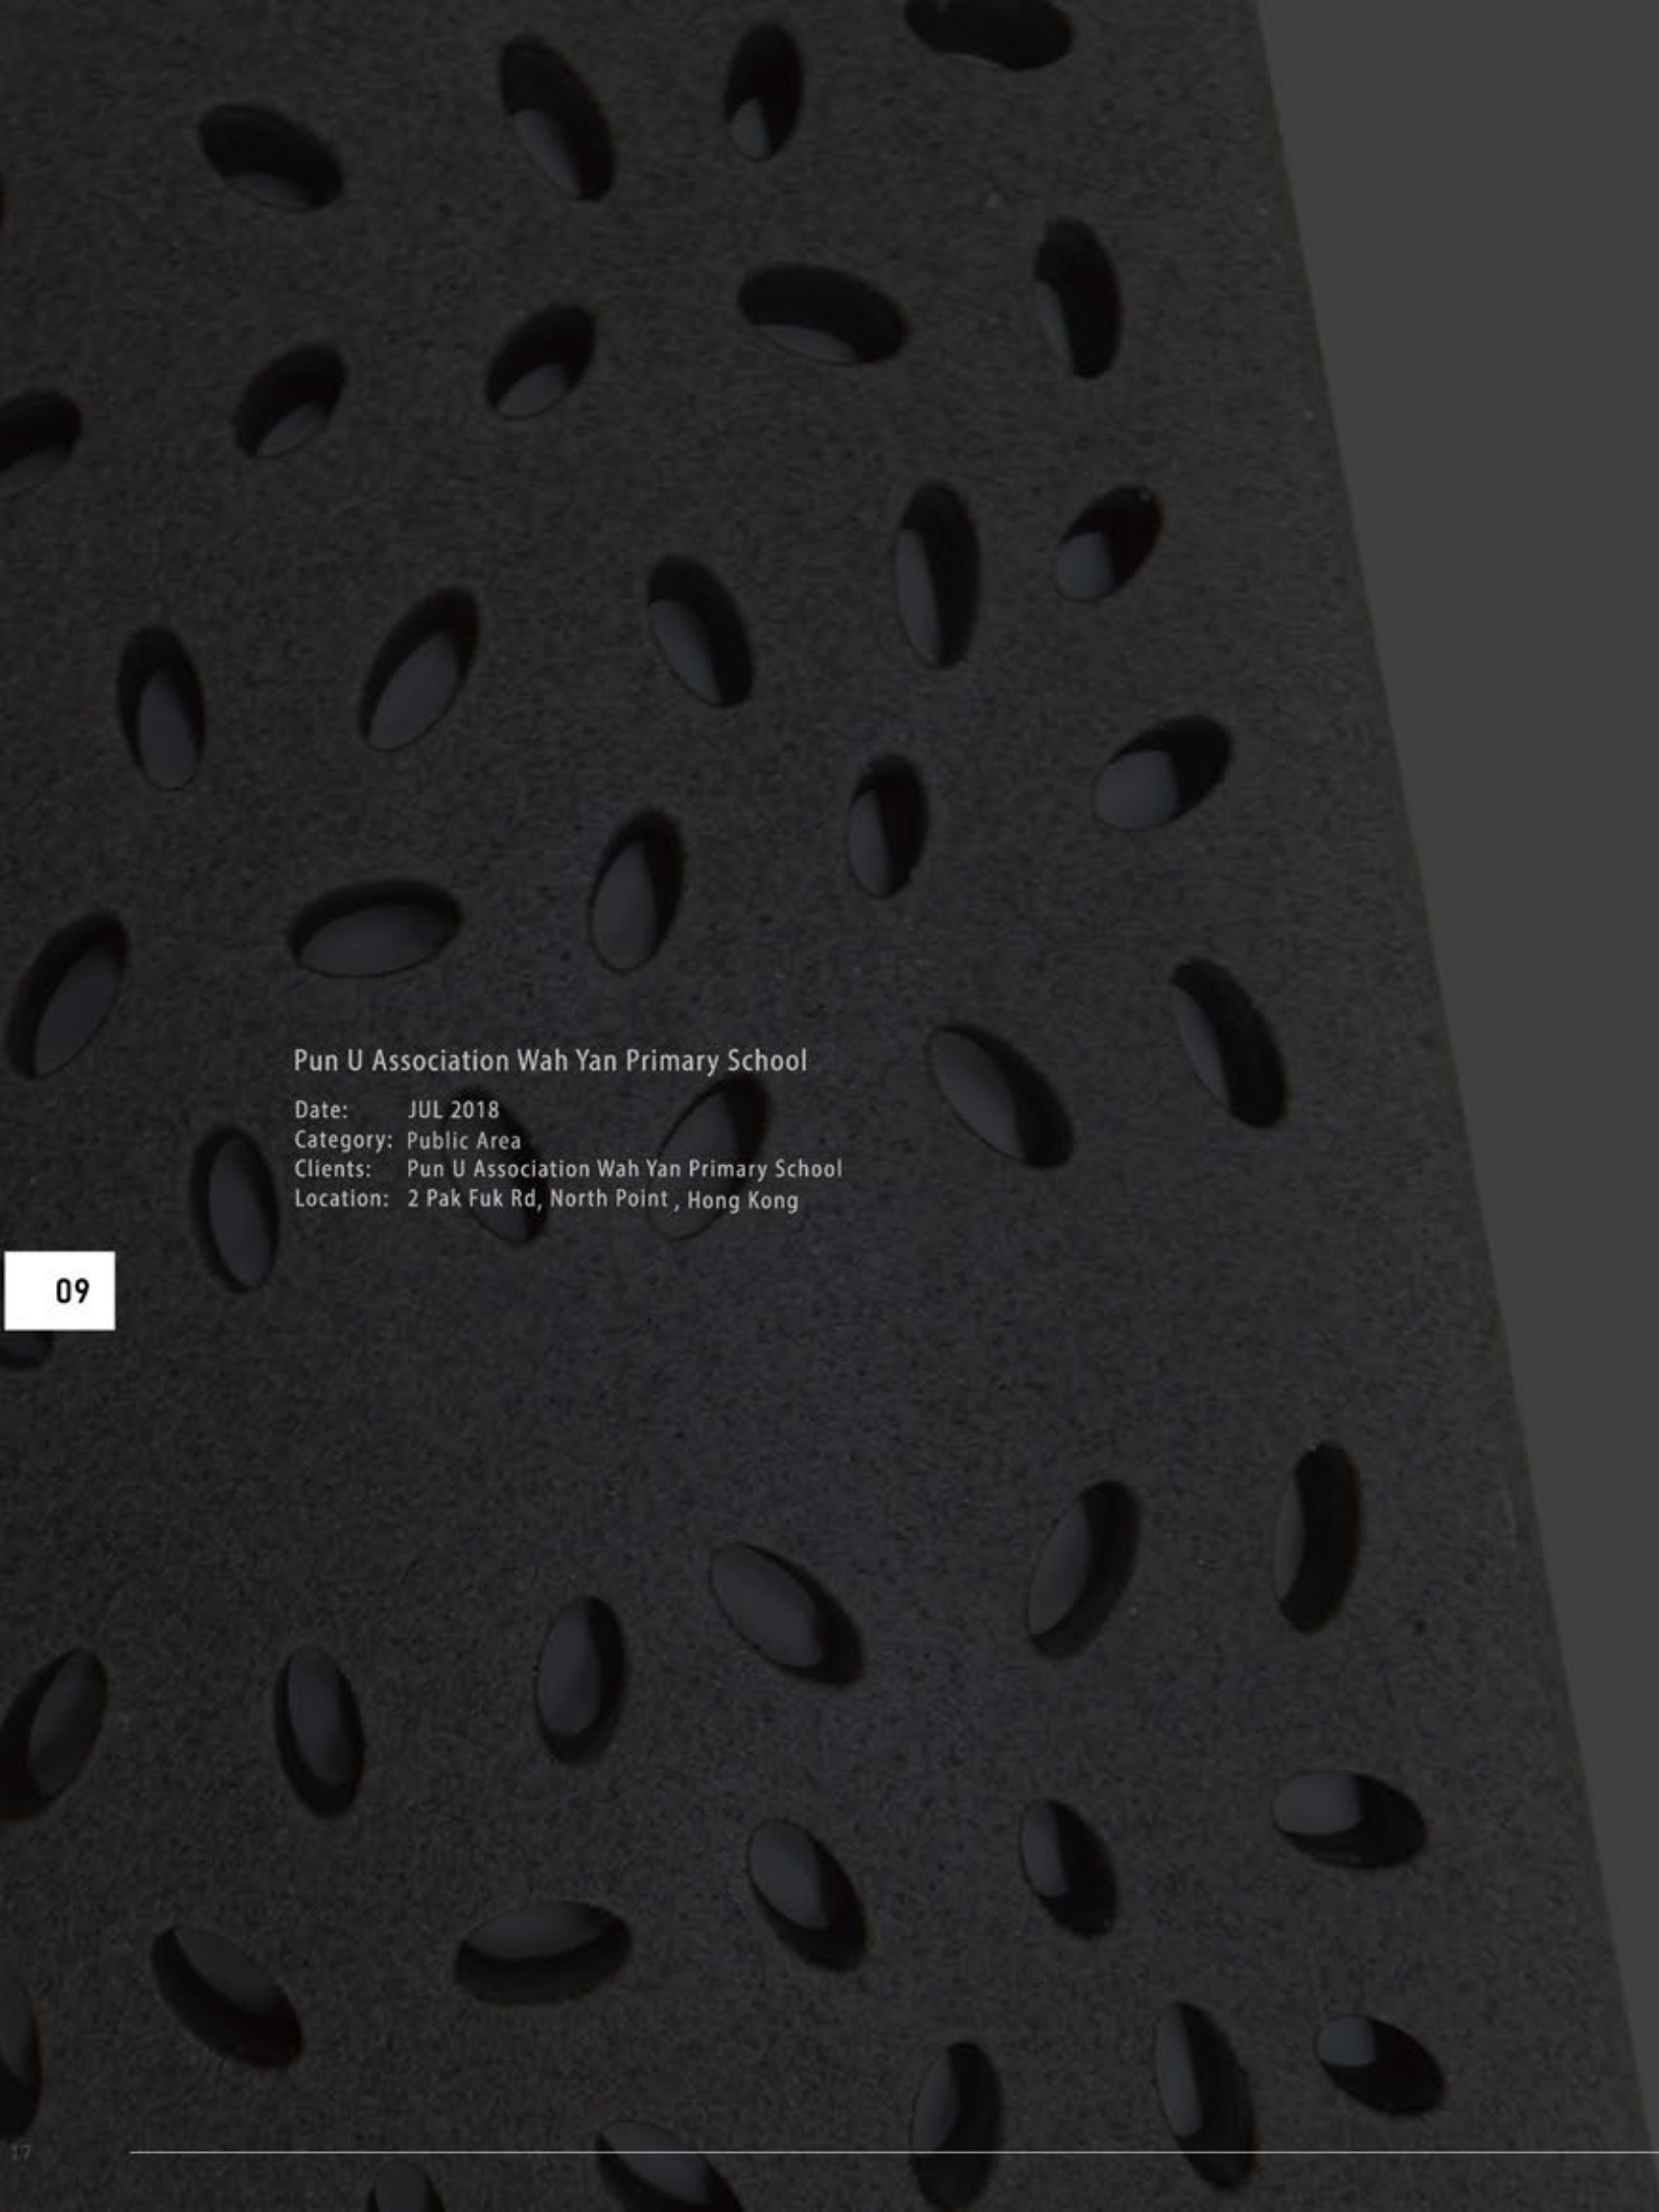 Pun U Association Wah Yan Primary School
Date: JUL 2018
Category: Public Area
Clients: Pun U Association Wah Yan Primary School
Location: 2 Pak Fuk Rd, North Point , Hong Kong
09
17